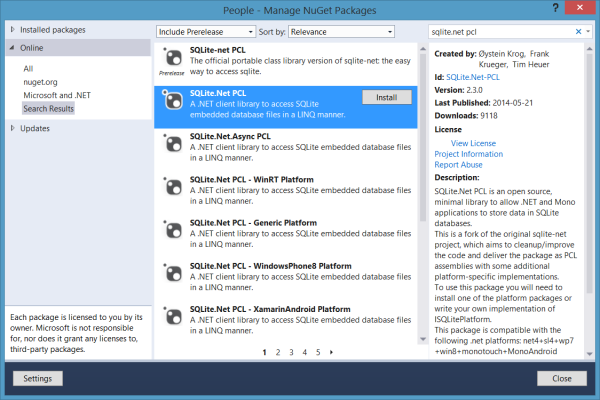 People - Manage NuGet Packages
Installed packages
Online
All
nuget.org
Microsoft and .NET
Search Results
Updates
Each package is licensed to you by its
owner. Microsoft is not responsible
for, nor does it grant any licenses to,
third-party packages.
Include Prerelease
Sort by:
Relevance
SQLite-net PCL
The official portable class library version of sqlite-net: the easy
way to access sqlite.
Prerelease
SQLite.Net PCL
A .NET client library to access SQLite
embedded database files in a LINQ manner.
Install
SQLite.Net.Async PCL
A .NET client library to access SQLite embedded database files
in a LINQ manner.
SQLite.Net PCL - WinRT Platform
A .NET client library to access SQLite embedded database files
in a LINQ manner.
SQLite.Net PCL - Generic Platform
A .NET client library to access SQLite embedded database files
in a LINQ manner.
SQLite.Net PCL - WindowsPhone8 Platform
A .NET client library to access SQLite embedded database files
in a LINQ manner.
SQLite.Net PCL - XamarinAndroid Platform
A .NET client library to access SQLite embedded database files
in a LINQ manner.
1 2 3 4 5
sqlite.net pcl
Created by: Øystein Krog, Frank
Krueger, Tim Heuer
Id: SQLite.Net-PCL
Version: 2.3.0
Last Published: 2014-05-21
Downloads: 9118
License
View License
Project Information
Report Abuse
Description:
SQLite.Net PCL is an open source,
minimal library to allow .NET and Mono
applications to store data in SQLite
databases.
This is a fork of the original sqlite-net
project, which aims to cleanup/improve
the code and deliver the package as PCL
assemblies with some additional
platform-specific implementations.
To use this package you will need to
install one of the platform packages or
write your own implementation of
ISQLitePlatform.
This package is compatible with the
following .net platforms: net4+sl4+wp7
+win8+monotouch+MonoAndroid
Settings
Close